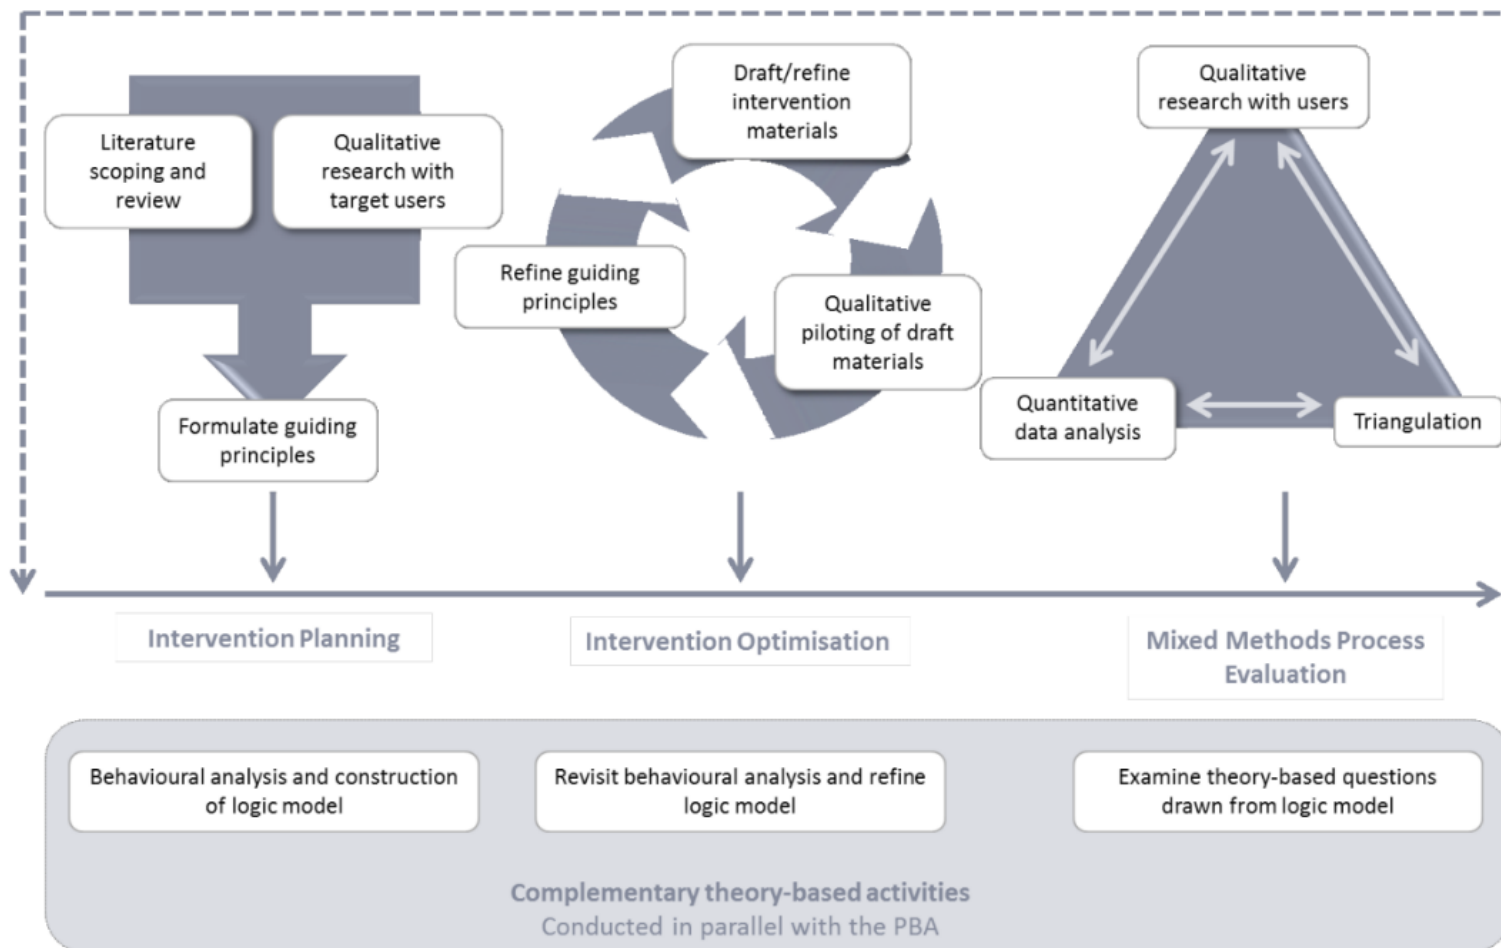 Literature
scoping and
review
Qualitative
research with
target users
Formulate guiding
principles
Draft/refine
intervention
materials
Refine guiding
principles
Qualitative
piloting of draft
materials
Qualitative
research with users
Quantitative
data analysis
Triangulation
Intervention Planning
Intervention Optimisation
Mixed Methods Process
Evaluation
Behavioural analysis and construction
of logic model
Revisit behavioural analysis and refine
logic model
Examine theory-based questions
drawn from logic model
Complementary theory-based activities
Conducted in parallel with the PBA